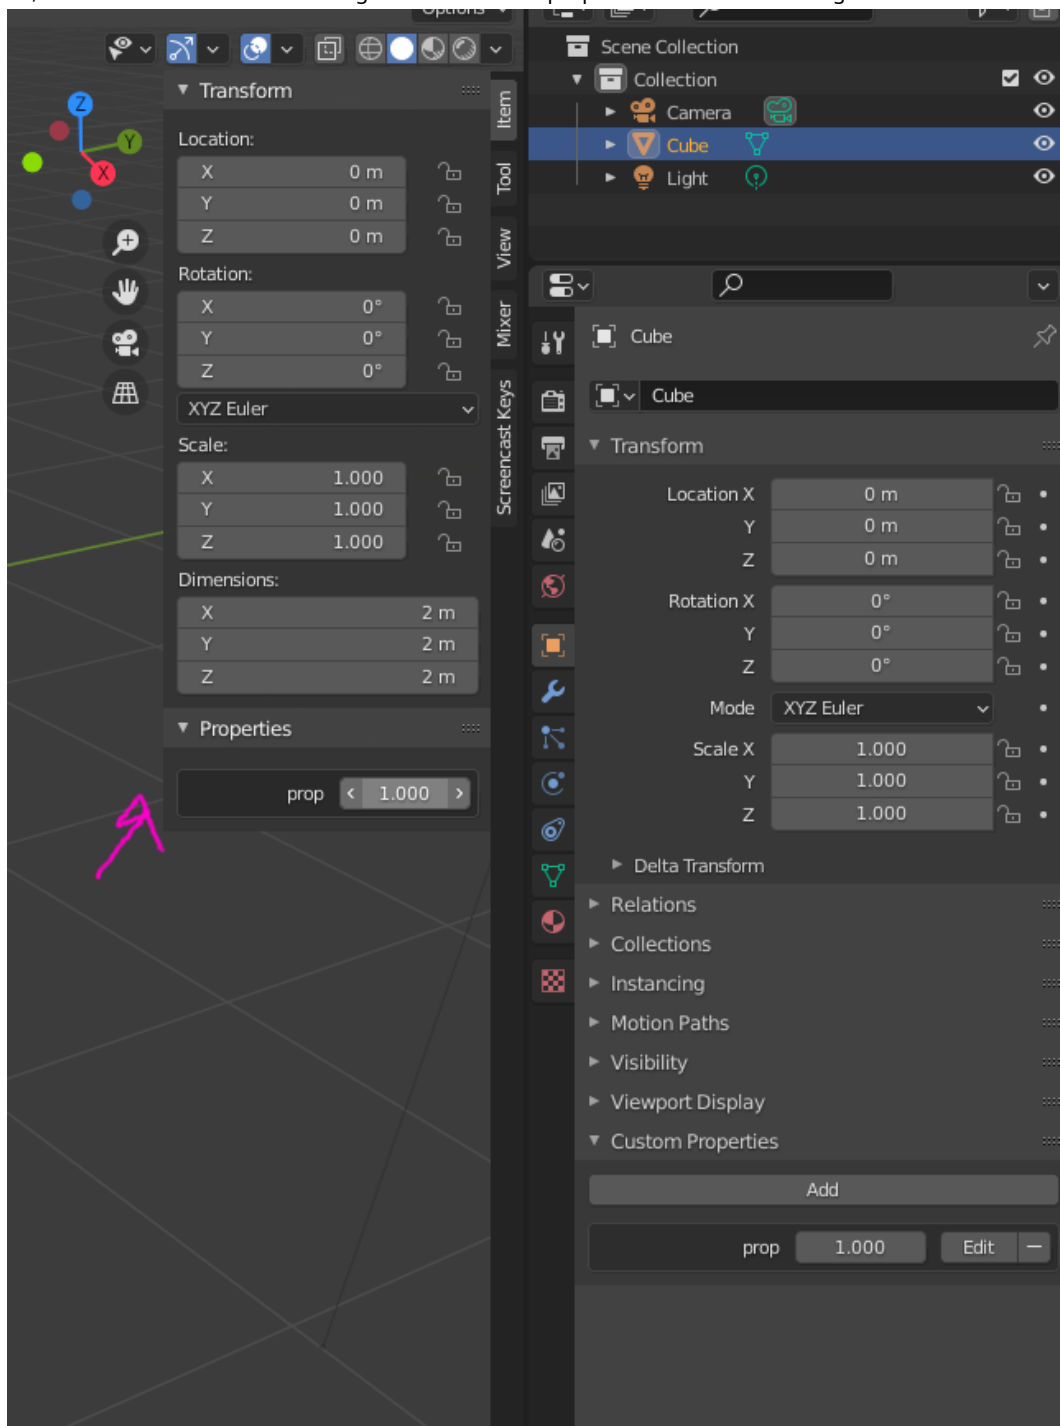 Options
Transform
Location:
X 0 m
Y 0 m
Z 0 m
Rotation:
X 0°
Y 0°
Z 0°
XYZ Euler
Scale:
X 1.000
Y 1.000
Z 1.000
Dimensions:
X 2 m
Y 2 m
Z 2 m
Properties
prop 1.000
Item
Tool
View
Mixer
Screencast Keys
Z
Y
X
Scene Collection
Collection
Camera
Cube
Light
Cube
Cube
Transform
Location X 0 m
Y 0 m
Z 0 m
Rotation X 0°
Y 0°
Z 0°
Mode XYZ Euler
Scale X 1.000
Y 1.000
Z 1.000
Delta Transform
Relations
Collections
Instancing
Motion Paths
Visibility
Viewport Display
Custom Properties
Add
prop 1.000 Edit